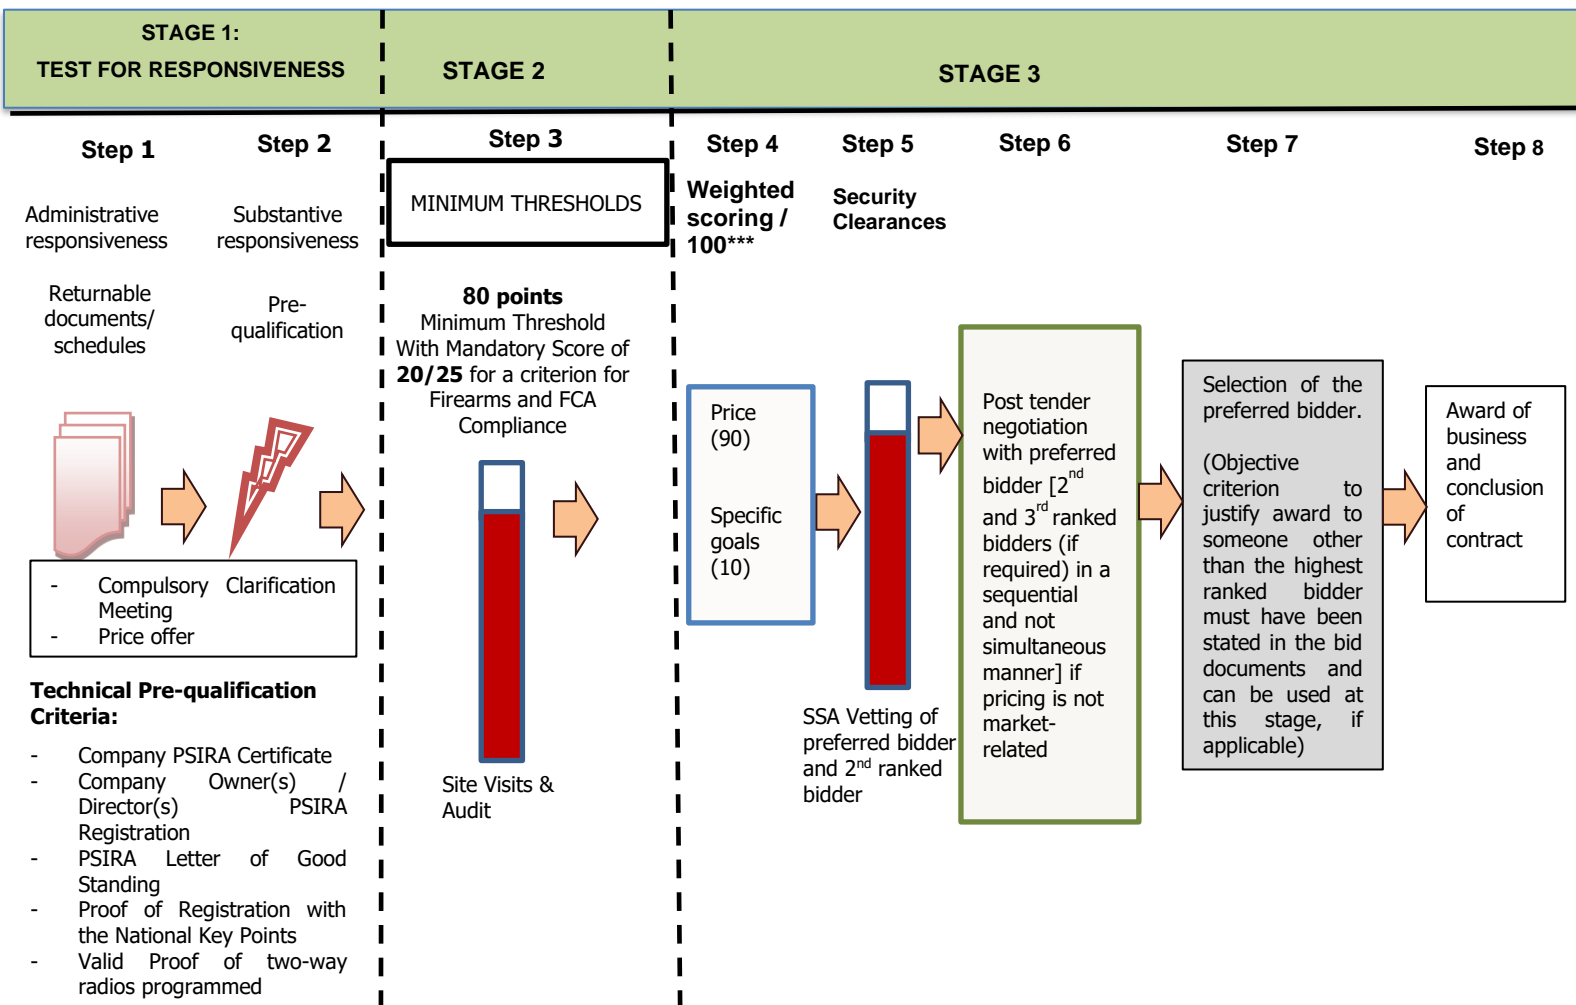 STAGE 1:
TEST FOR RESPONSIVENESS
STAGE 2
STAGE 3
Step 1
Administrative
responsiveness
Returnable
documents/
schedules
Step 2
Substantive
responsiveness
Pre-
qualification
- Compulsory Clarification
Meeting
- Price offer
Technical Pre-qualification
Criteria:
- Company PSIRA Certificate
- Company Owner(s) /
Director(s) PSIRA
Registration
- PSIRA Letter of Good
Standing
- Proof of Registration with
the National Key Points
- Valid Proof of two-way
radios programmed
Step 3
MINIMUM THRESHOLDS
80 points
Minimum Threshold
With Mandatory Score of
20/25 for a criterion for
Firearms and FCA
Compliance
Site Visits &
Audit
Step 4
Weighted
scoring /
100***
Price
(90)
Specific
goals
(10)
Step 5
Security
Clearances
SSA Vetting of
preferred bidder
and 2nd ranked
bidder
Step 6
Post tender
negotiation
with preferred
bidder [2nd
and 3rd ranked
bidders (if
required) in a
sequential
and not
simultaneous
manner] if
pricing is not
market-
related
Step 7
Selection of the
preferred bidder.
(Objective
criterion to
justify award to
someone other
than the highest
ranked bidder
must have been
stated in the bid
documents and
can be used at
this stage, if
applicable)
Step 8
Award of
business
and
conclusion
of
contract